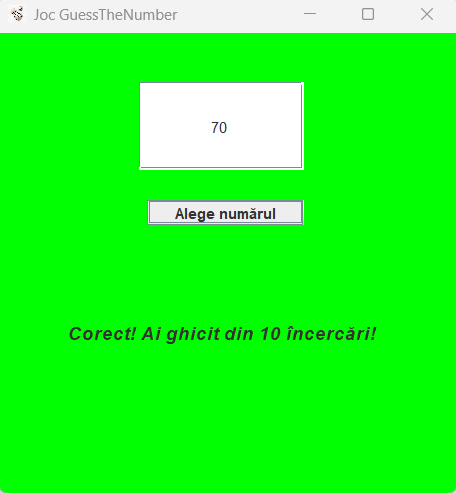 Joc GuessTheNumber
70
Alege numărul
Corect! Ai ghicit din 10 încercări!